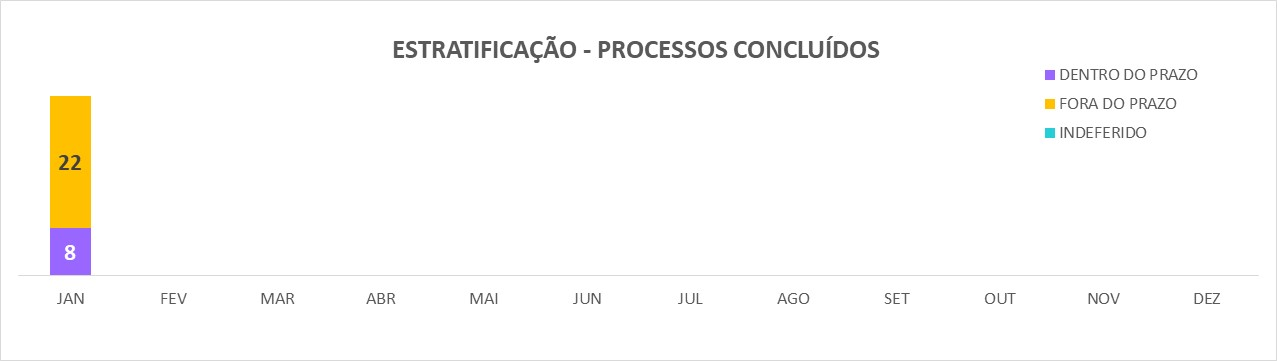 ESTRATIFICAÇÃO - PROCESSOS CONCLUÍDOS
DENTRO DO PRAZO
FORA DO PRAZO
INDEFERIDO
22
8
JAN FEV MAR ABR MAI JUN JUL AGO SET OUT NOV DEZ